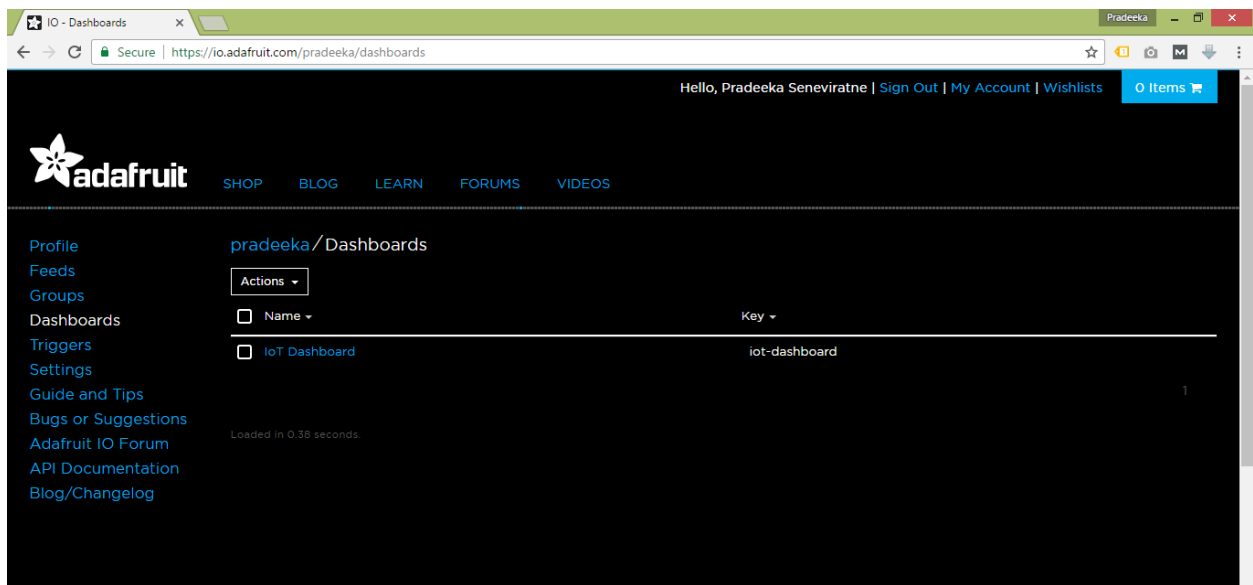 IO - Dashboards
Pradeeka
Secure | https://io.adafruit.com/pradeeka/dashboards
Hello, Pradeeka Seneviratne | Sign Out | My Account | Wishlists
0 Items
adafruit
SHOP BLOG LEARN FORUMS VIDEOS
Profile
Feeds
Groups
Dashboards
Triggers
Settings
Guide and Tips
Bugs or Suggestions
Adafruit IO Forum
API Documentation
Blog/Changelog
pradeeka/Dashboards
Actions
Name Key
IoT Dashboard iot-dashboard
1
Loaded in 0.38 seconds.